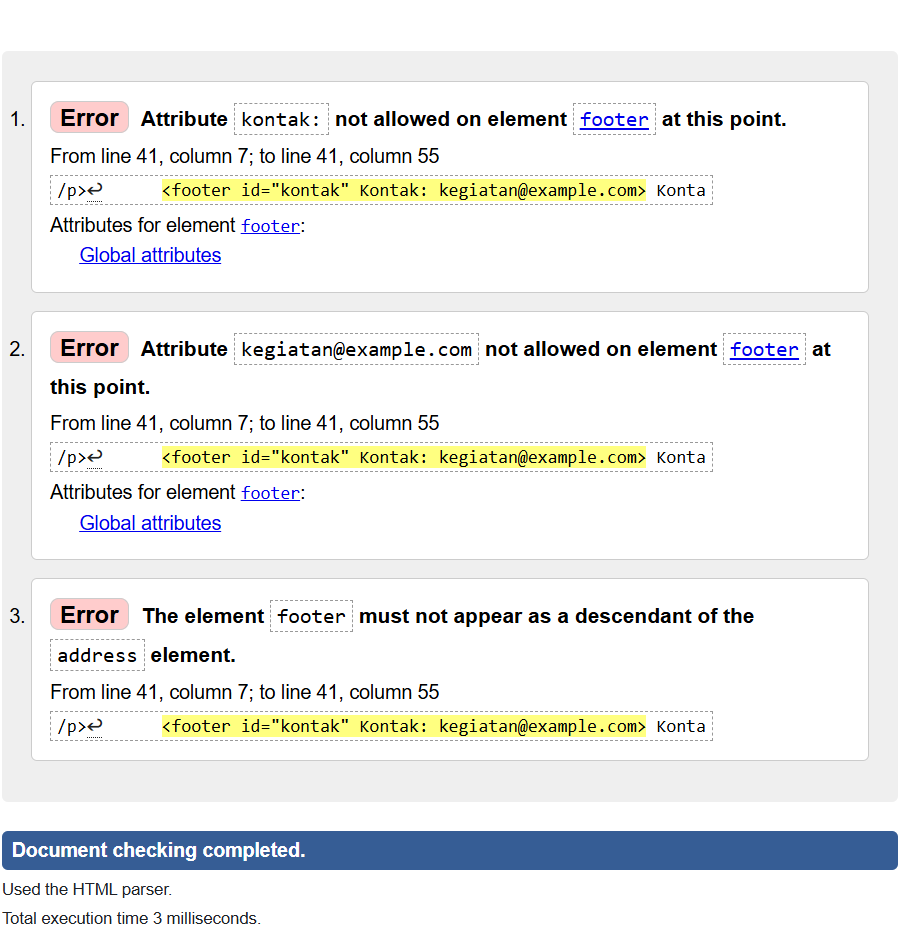 1. Error Attribute kontak: not allowed on element footer at this point.
From line 41, column 7; to line 41, column 55
/p>↩ <footer id="kontak" Kontak: kegiatan@example.com> Konta
Attributes for element footer:
Global attributes
2. Error Attribute kegiatan@example.com not allowed on element footer at
this point.
From line 41, column 7; to line 41, column 55
/p>↩ <footer id="kontak" Kontak: kegiatan@example.com> Konta
Attributes for element footer:
Global attributes
3. Error The element footer must not appear as a descendant of the
address element.
From line 41, column 7; to line 41, column 55
/p>↩ <footer id="kontak" Kontak: kegiatan@example.com> Konta
Document checking completed.
Used the HTML parser.
Total execution time 3 milliseconds.